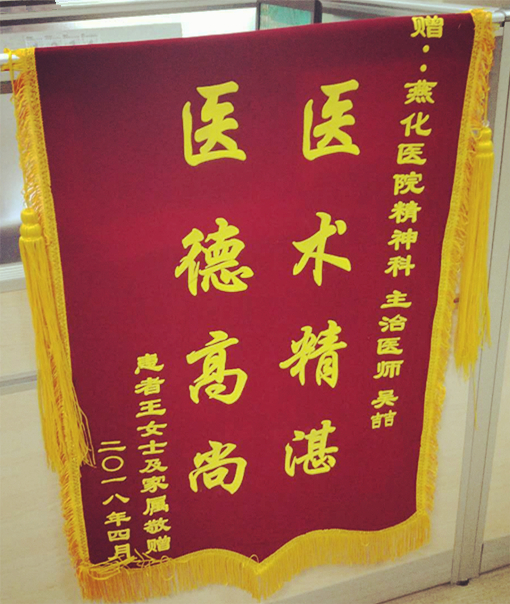 赠:燕化医院精神科 主治医师 吴喆
医术精湛
医德高尚
患者王女士及家属敬赠
二〇一八年四月